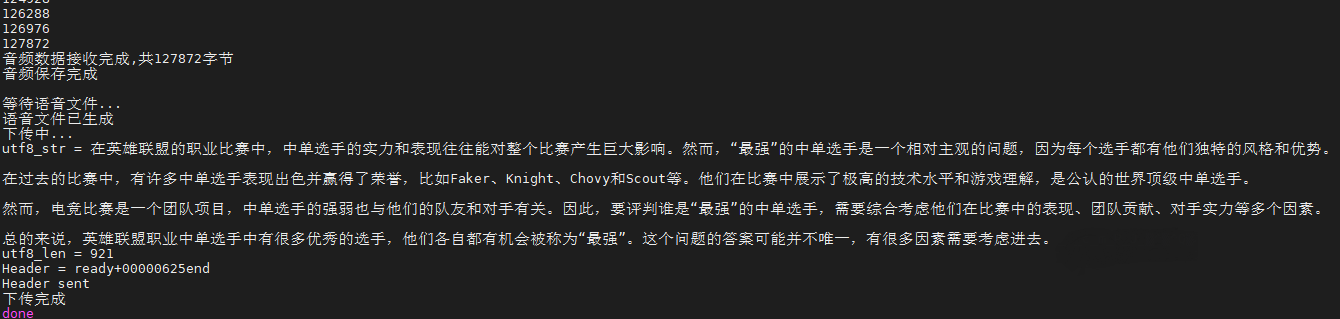 126288
126976
127872
音频数据接收完成,共127872字节
音频保存完成
等待语音文件...
语音文件已生成
下传中...
utf8_str = 在英雄联盟的职业比赛中，中单选手的实力和表现往往能对整个比赛产生巨大影响。然而，“最强”的中单选手是一个相对主观的问题，因为每个选手都有他们独特的风格和优势。
在过去的比赛中，有许多中单选手表现出色并赢得了荣誉，比如Faker、Knight、Chovy和Scout等。他们在比赛中展示了极高的技术水平和游戏理解，是公认的世界顶级中单选手。
然而，电竞比赛是一个团队项目，中单选手的强弱也与他们的队友和对手有关。因此，要评判谁是“最强”的中单选手，需要综合考虑他们在比赛中的表现、团队贡献、对手实力等多个因素。
总的来说，英雄联盟职业中单选手中有很多优秀的选手，他们各自都有机会被称为“最强”。这个问题的答案可能并不唯一，有很多因素需要考虑进去。
utf8_len = 921
Header = ready+00000625end
Header sent
下传完成
done